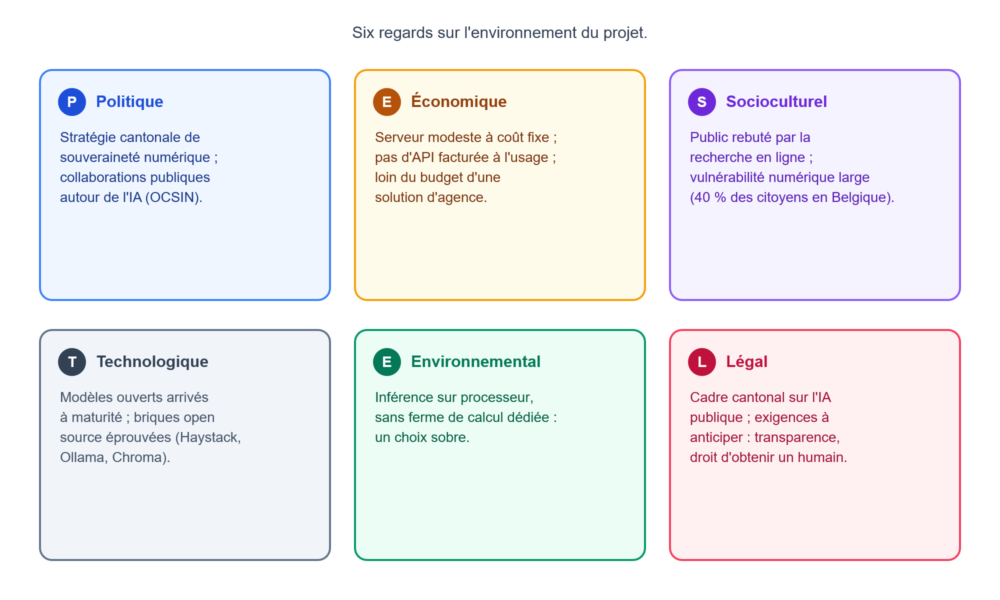 Six regards sur l'environnement du projet.
P Politique
Stratégie cantonale de
souveraineté numérique ;
collaborations publiques
autour de l'IA (OCSIN).
E Économique
Serveur modeste à coût fixe ;
pas d'API facturée à l'usage ;
loin du budget d'une
solution d'agence.
S Socioculturel
Public rebuté par la
recherche en ligne ;
vulnérabilité numérique large
(40 % des citoyens en Belgique).
T Technologique
Modèles ouverts arrivés
à maturité ; briques open
source éprouvées (Haystack,
Ollama, Chroma).
E Environnemental
Inférence sur processeur,
sans ferme de calcul dédiée :
un choix sobre.
L Légal
Cadre cantonal sur l'IA
publique ; exigences à
anticiper : transparence,
droit d'obtenir un humain.